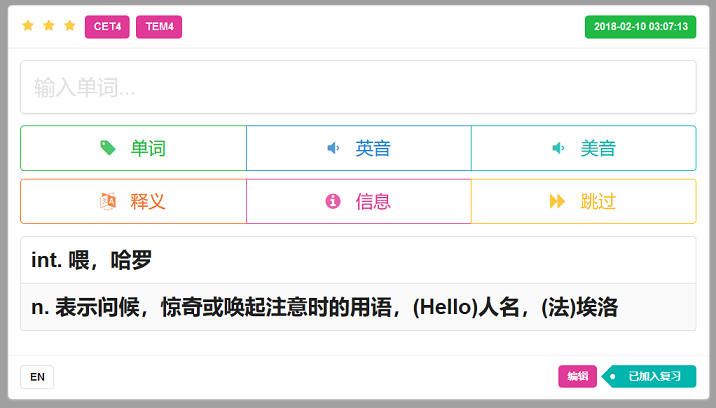 CET4 TEM4 2018-02-10 03:07:13
输入单词...
单词 英音 美音
释义 信息 跳过
int. 喂，哈罗
n. 表示问候，惊奇或唤起注意时的用语，(Hello)人名，(法)埃洛
EN 编辑 已加入复习